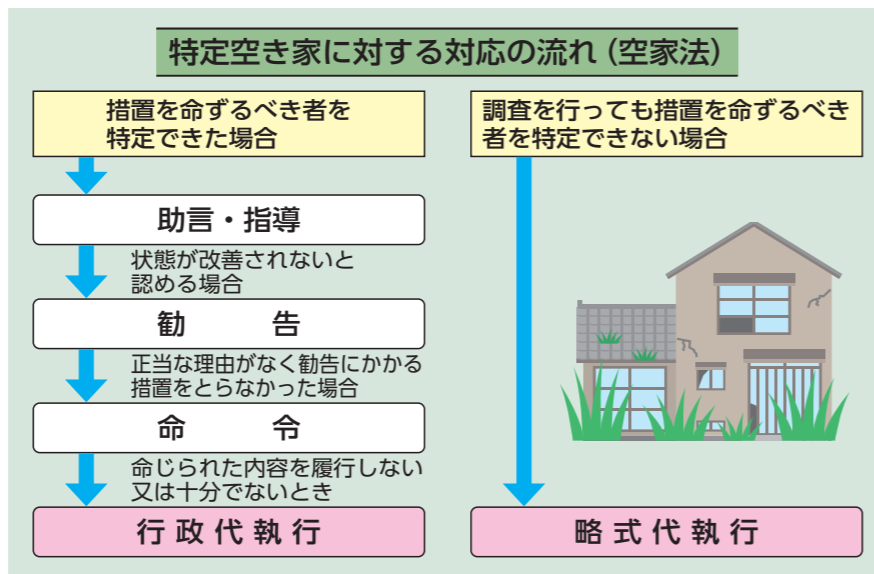 特定空き家に対する対応の流れ（空家法）
措置を命ずるべき者を
特定できた場合
助言・指導
状態が改善されないと
認める場合
勧　告
正当な理由がなく勧告にかかる
措置をとらなかった場合
命　令
命じられた内容を履行しない
又は十分でないとき
行政代執行
調査を行っても措置を命ずるべき
者を特定できない場合
略式代執行